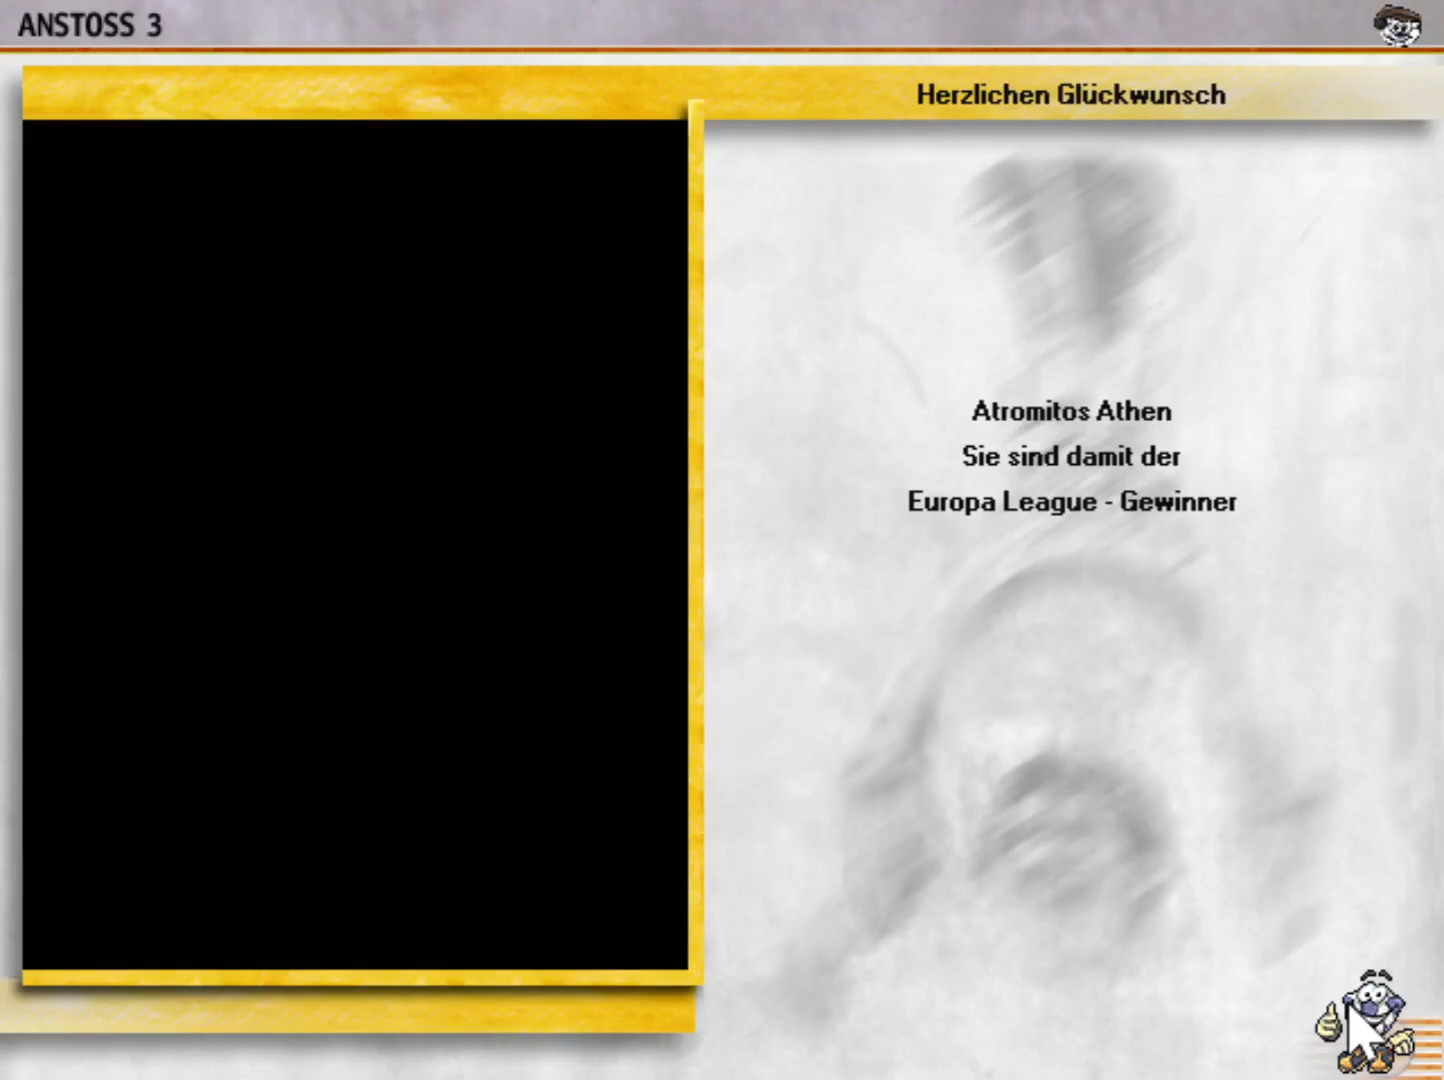 ANSTOSS 3
Herzlichen Glückwunsch
Atromitos Athen
Sie sind damit der
Europa League - Gewinner